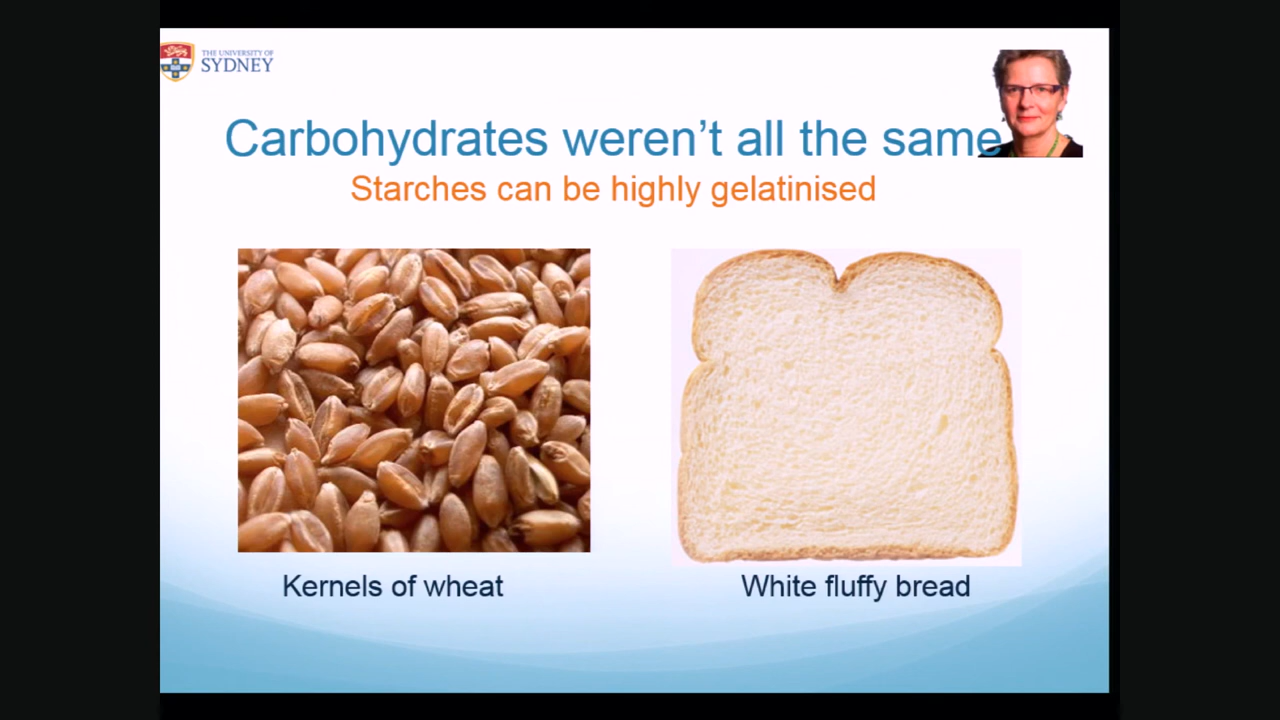 THE UNIVERSITY OF
SYDNEY
Carbohydrates weren't all the same
Starches can be highly gelatinised
Kernels of wheat
White fluffy bread